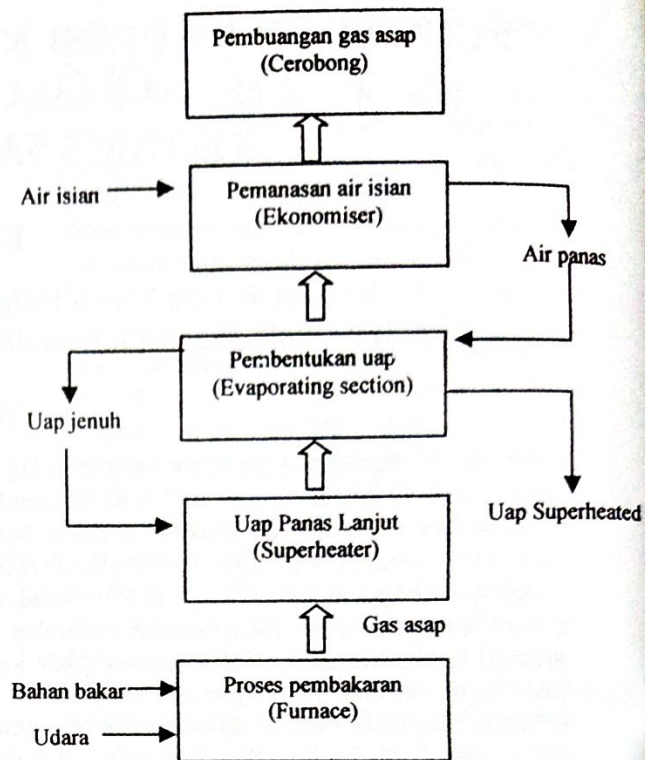 Pembuangan gas asap
(Cerobong)
Air isian
Pemanasan air isian
(Ekonomiser)
Air panas
Pembentukan uap
(Evaporating section)
Uap jenuh
Uap Superheated
Uap Panas Lanjut
(Superheater)
Gas asap
Bahan bakar
Proses pembakaran
(Furnace)
Udara